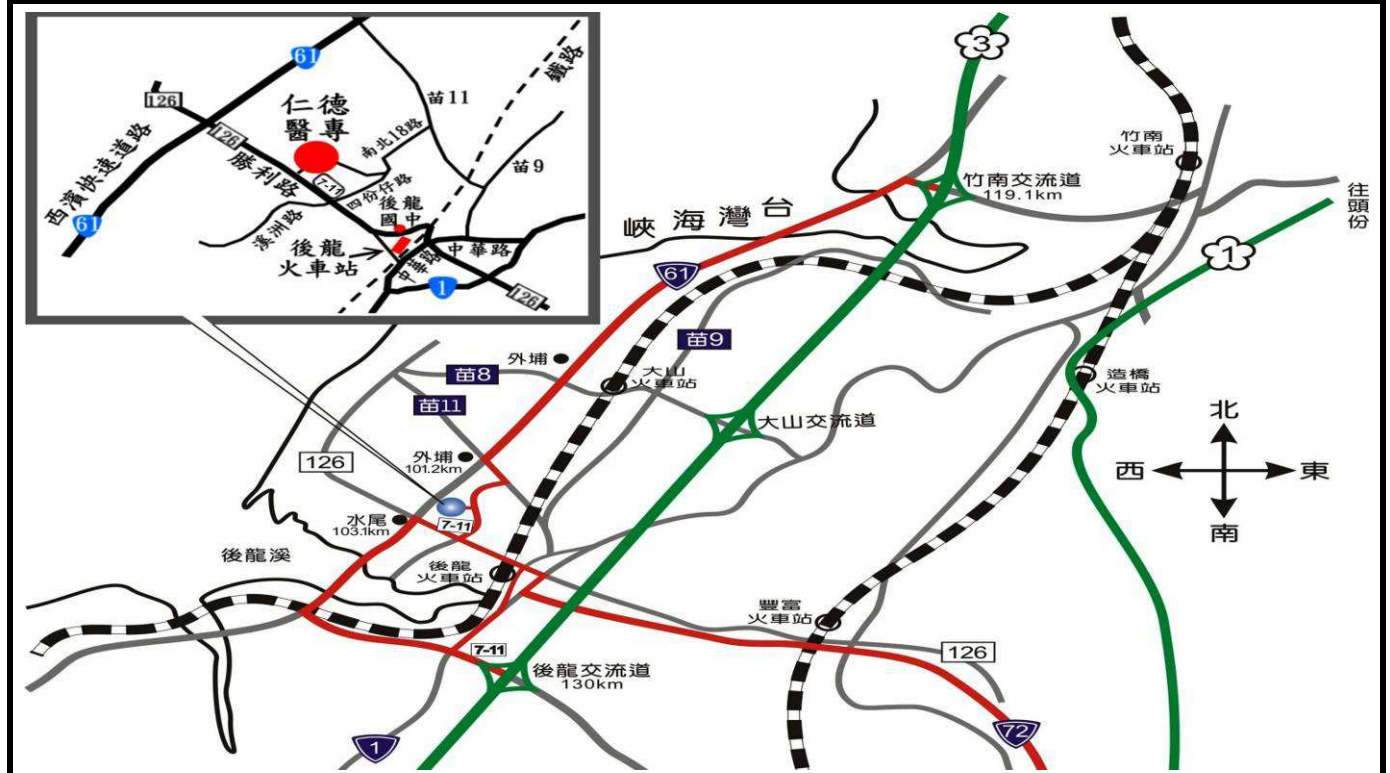 61
126
苗11
鐵路
仁德
醫專
126
南北18路
苗9
西濱快速道路
勝利路
7-11
四份仔路
61
溪洲路
後龍
國中
後龍
火車站
中華路
中華路
1
126
3
竹南
火車站
竹南交流道
119.1km
往頭份
台灣海峽
61
1
苗9
外埔
苗8
大山
火車站
造橋
火車站
苗11
大山交流道
北
西
東
南
外埔
101.2km
126
7-11
水尾
103.1km
後龍溪
後龍
火車站
豐富
火車站
126
7-11
後龍交流道
130km
1
72